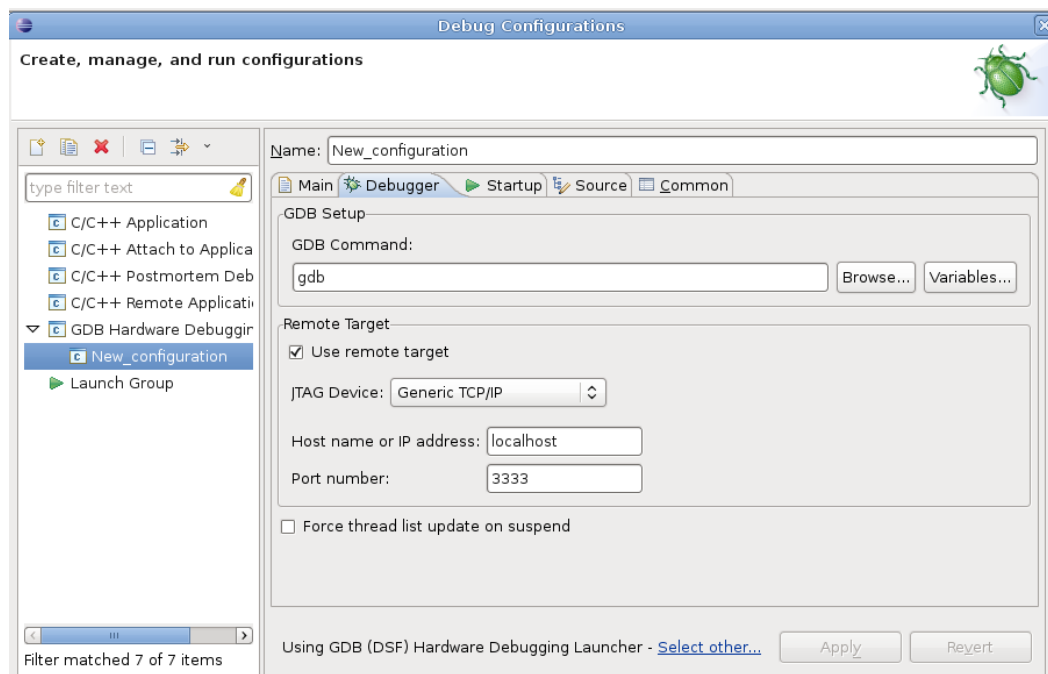 Debug Configurations
Create, manage, and run configurations
Name: New_configuration
type filter text
Main Debugger Startup Source Common
C/C++ Application
C/C++ Attach to Applica
C/C++ Postmortem Deb
C/C++ Remote Applicati
GDB Hardware Debuggin
New_configuration
Launch Group
GDB Setup
GDB Command:
gdb Browse... Variables...
Remote Target
Use remote target
JTAG Device: Generic TCP/IP
Host name or IP address: localhost
Port number: 3333
Force thread list update on suspend
Using GDB (DSF) Hardware Debugging Launcher - Select other... Apply Revert
Filter matched 7 of 7 items